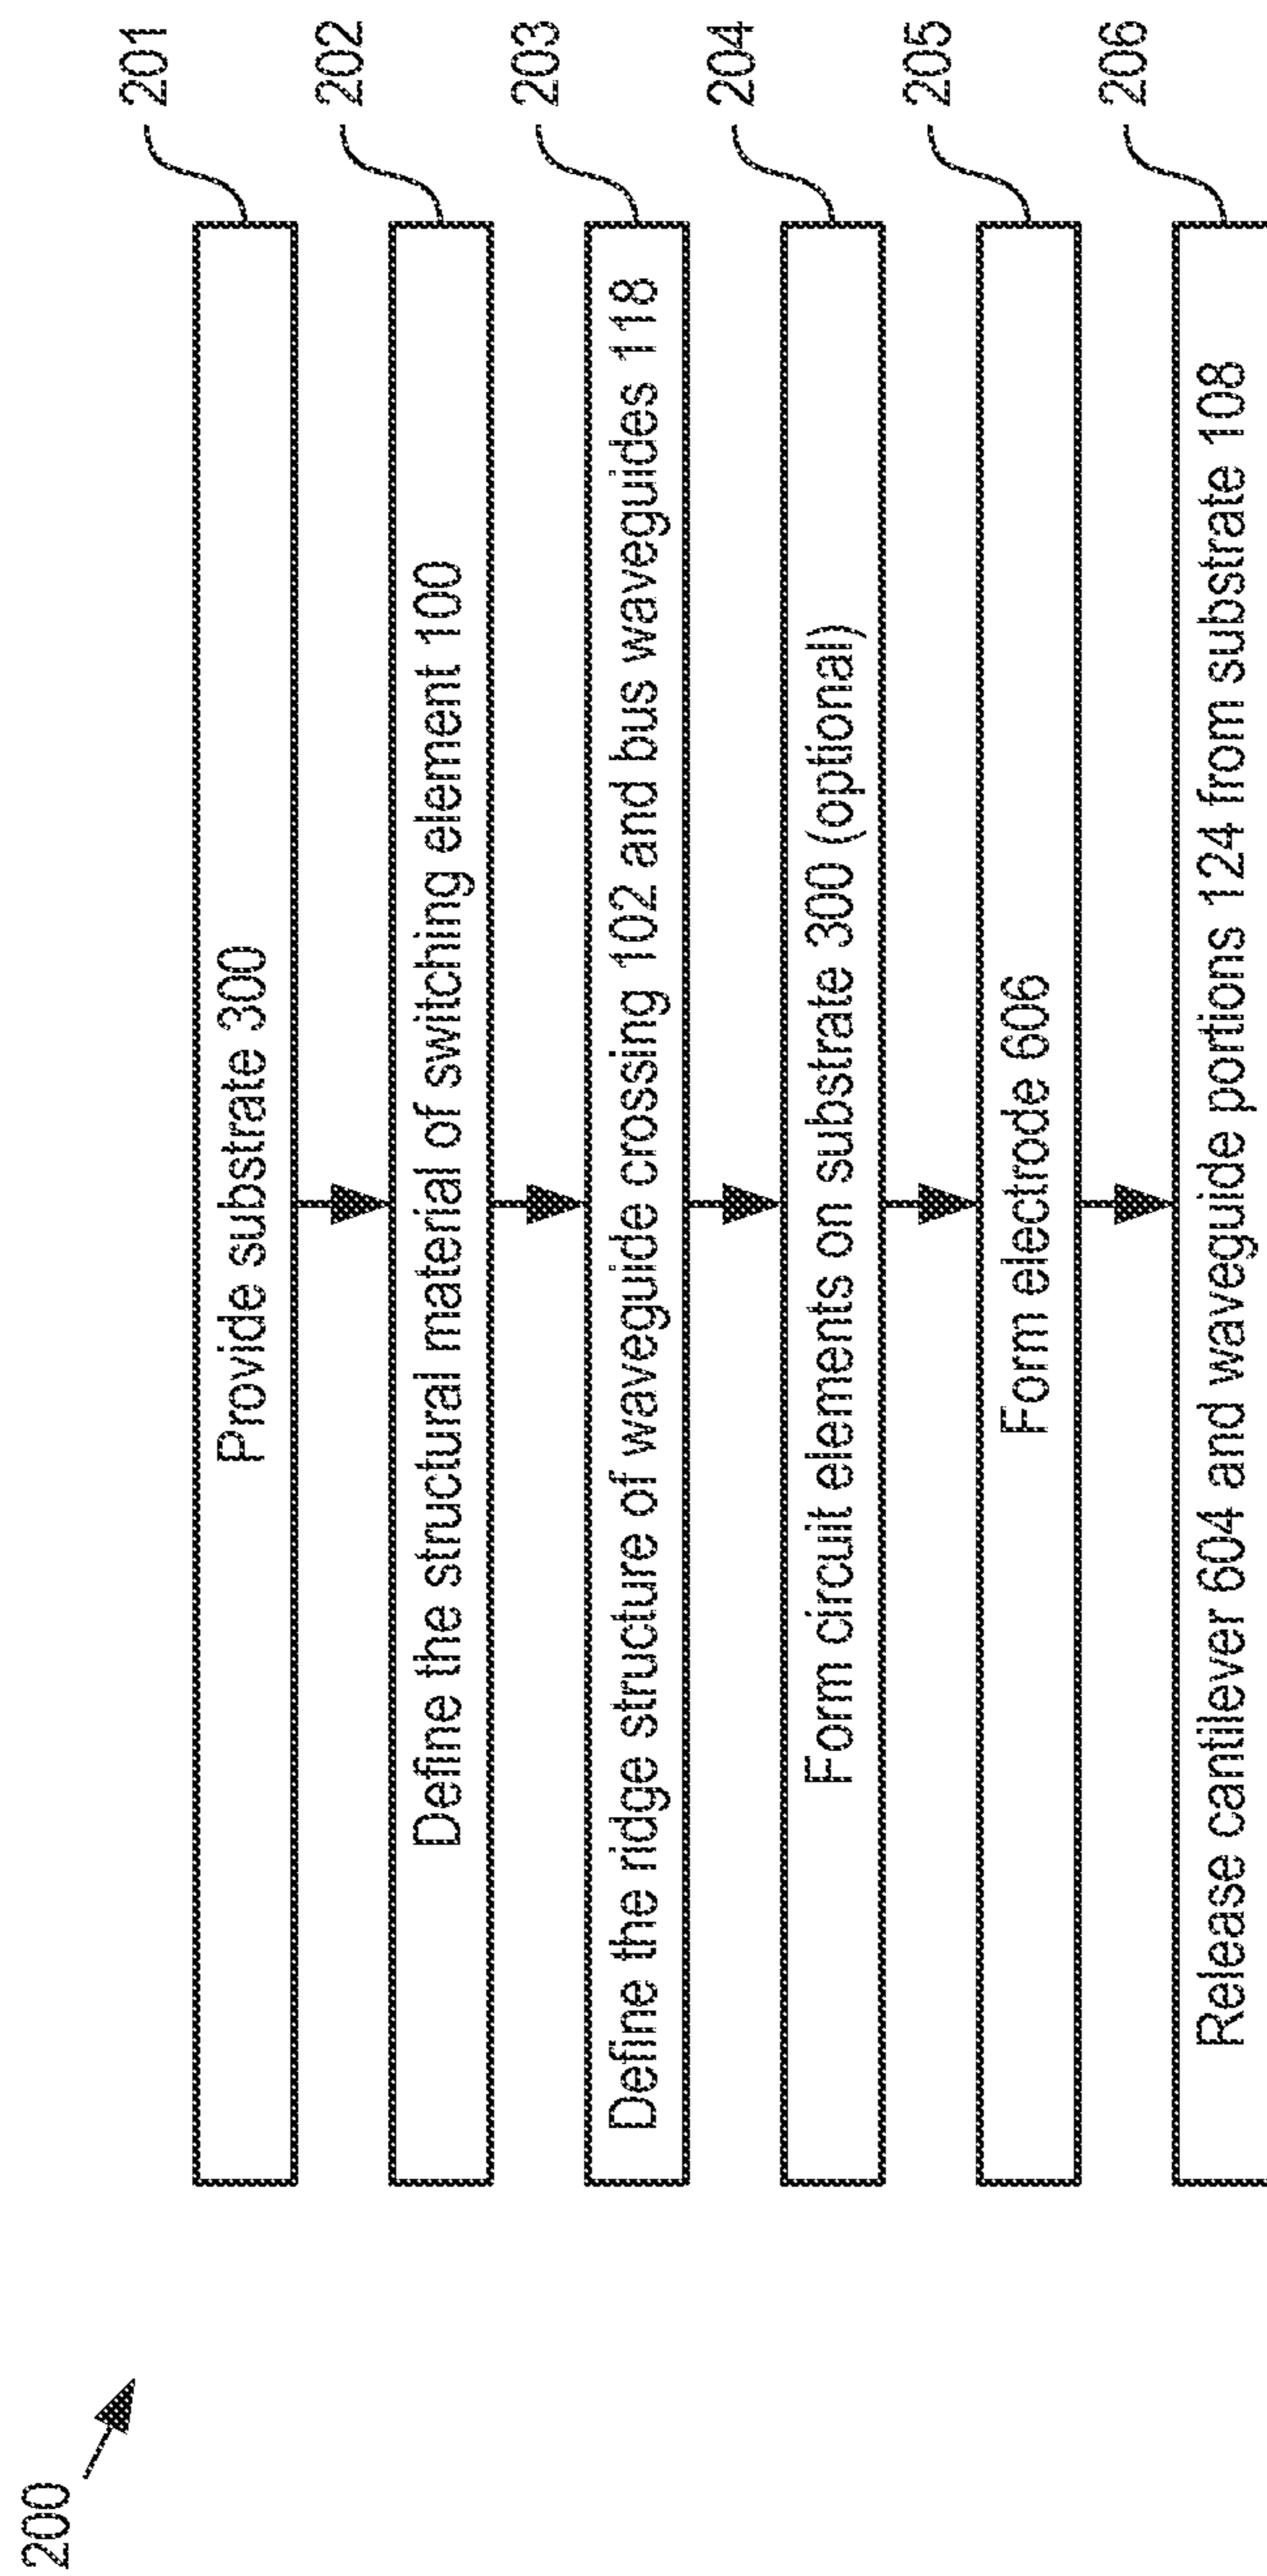 200
201
Provide substrate 300
202
Define the structural material of switching element 100
203
Define the ridge structure of waveguide crossing 102 and bus waveguides 118
204
Form circuit elements on substrate 300 (optional)
205
Form electrode 606
206
Release cantilever 604 and waveguide portions 124 from substrate 108